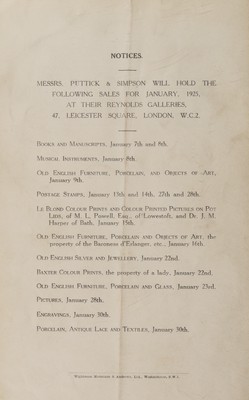 NOTICES.
MESSRS. PUTTICK & SIMPSON WILL HOLD THE
FOLLOWING SALES FOR JANUARY, 1925,
AT THEIR REYNOLDS GALLERIES,
47, LEICESTER SQUARE, LONDON, W.C.2.
BOOKS AND MANUSCRIPTS, January 7th and 8th.
MUSICAL INSTRUMENTS, January 8th.
OLD ENGLISH FURNITURE, PORCELAIN, AND OBJECTS OF ART,
January 9th.
POSTAGE STAMPS, January 13th and 14th, 27th and 28th.
LE BLOND COLOUR PRINTS AND COLOUR PRINTED PICTURES ON POT
LIDS, of M. L. Powell, Esq., of Lowestoft, and Dr. J. M.
Harper of Bath, January 15th.
OLD ENGLISH FURNITURE, PORCELAIN, AND OBJECTS OF ART, the
property of the Baroness d'Erlanger, etc., January 16th.
OLD ENGLISH SILVER AND JEWELLERY, January 22nd.
BAXTER COLOUR PRINTS, the property of a lady, January 22nd.
OLD ENGLISH FURNITURE, PORCELAIN AND GLASS, January 23rd.
PICTURES, January 28th.
ENGRAVINGS, January 30th.
PORCELAIN, ANTIQUE LACE AND TEXTILES, January 30th.